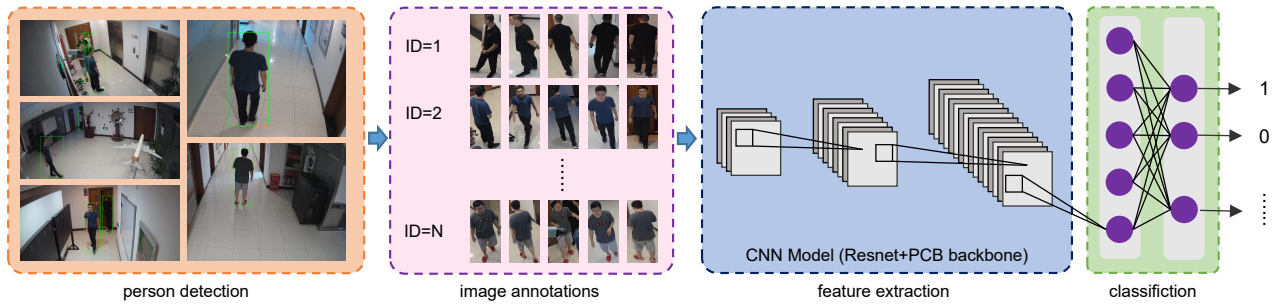 ID=1
ID=2
......
ID=N
CNN Model (Resnet+PCB backbone)
1
0
......
person detection
image annotations
feature extraction
classifiction